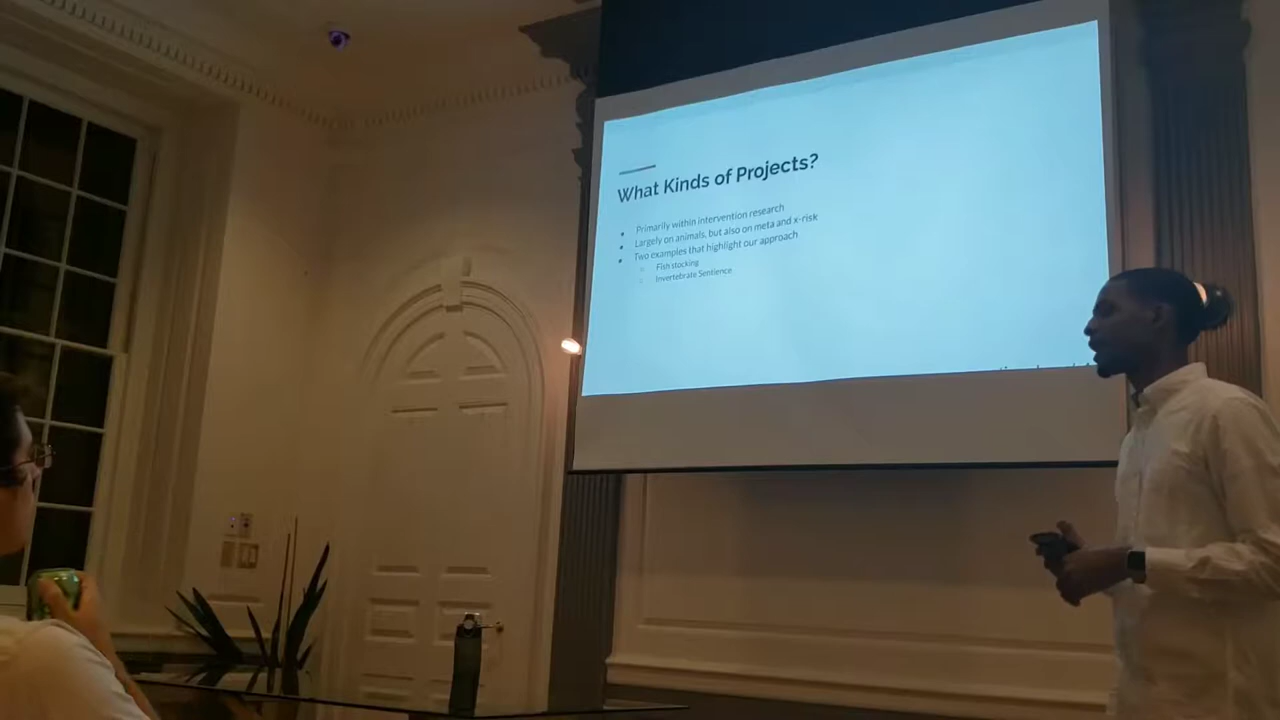 What Kinds of Projects?
Primarily within intervention research
Largely on animals, but also on meta and x-risk
Two examples that highlight our approach
Fish stocking
Invertebrate Sentience